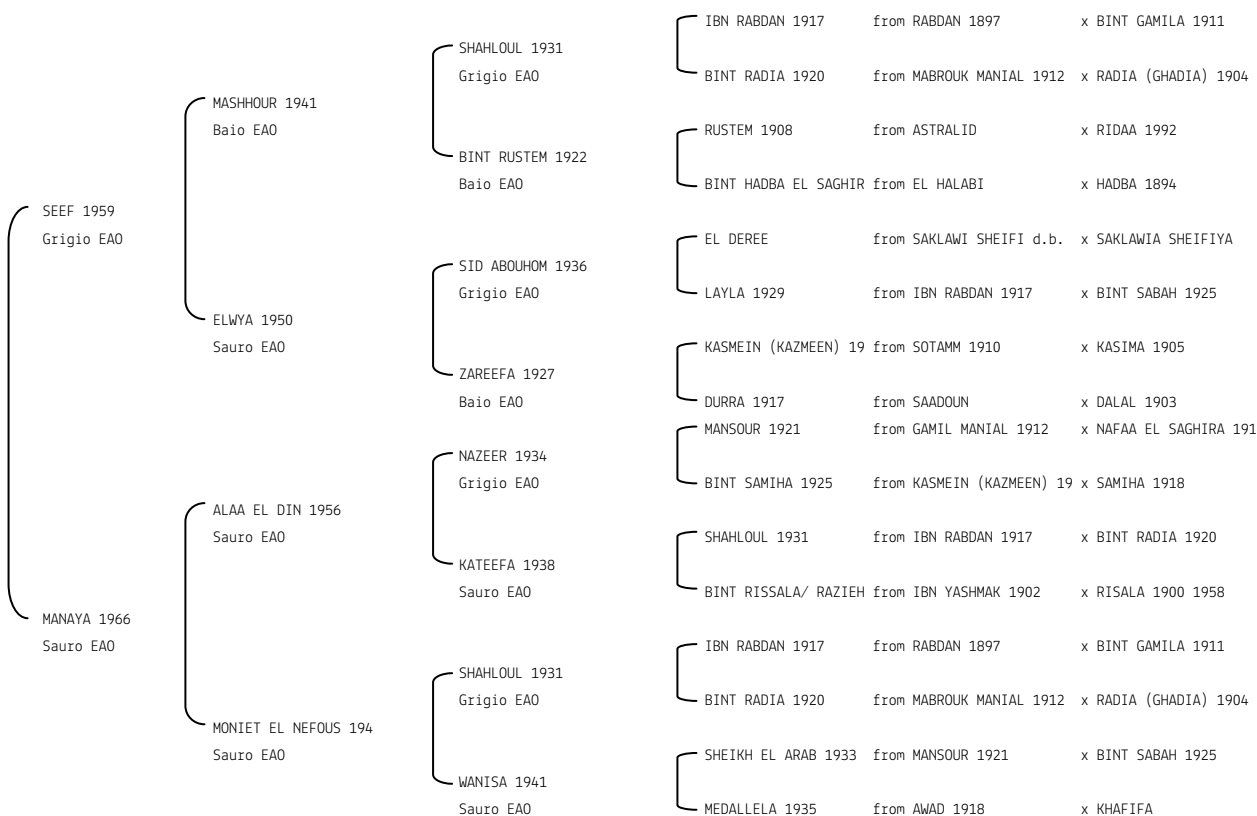 IBN RABDAN 1917 from RABDAN 1897 x BINT GAMILA 1911
SHAHLOUL 1931
Grigio EAO
BINT RADIA 1920 from MABROUK MANIAL 1912 x RADIA (GHADIA) 1904
MASHHOUR 1941
Baio EAO
RUSTEM 1908 from ASTRALID x RIDAA 1992
BINT RUSTEM 1922
Baio EAO
BINT HADBA EL SAGHIR from EL HALABI x HADBA 1894
SEEF 1959
Grigio EAO
EL DEREE from SAKLAWI SHEIFI d.b. x SAKLAWIA SHEIFIYA
SID ABOUHOM 1936
Grigio EAO
LAYLA 1929 from IBN RABDAN 1917 x BINT SABAH 1925
ELWYA 1950
Sauro EAO
KASMEIN (KAZMEEN) 19 from SOTAMM 1910 x KASIMA 1905
ZAREEFA 1927
Baio EAO
DURRA 1917 from SAADOUN x DALAL 1903
MANSOUR 1921 from GAMIL MANIAL 1912 x NAFAA EL SAGHIRA 191
NAZEER 1934
Grigio EAO
BINT SAMIHA 1925 from KASMEIN (KAZMEEN) 19 x SAMIHA 1918
ALAA EL DIN 1956
Sauro EAO
SHAHLOUL 1931 from IBN RABDAN 1917 x BINT RADIA 1920
KATEEFA 1938
Sauro EAO
BINT RISSALA/ RAZIEH from IBN YASHMAK 1902 x RISALA 1900 1958
MANAYA 1966
Sauro EAO
IBN RABDAN 1917 from RABDAN 1897 x BINT GAMILA 1911
SHAHLOUL 1931
Grigio EAO
BINT RADIA 1920 from MABROUK MANIAL 1912 x RADIA (GHADIA) 1904
MONIET EL NEFOUS 194
Sauro EAO
SHEIKH EL ARAB 1933 from MANSOUR 1921 x BINT SABAH 1925
WANISA 1941
Sauro EAO
MEDALLELA 1935 from AWAD 1918 x KHAFIFA